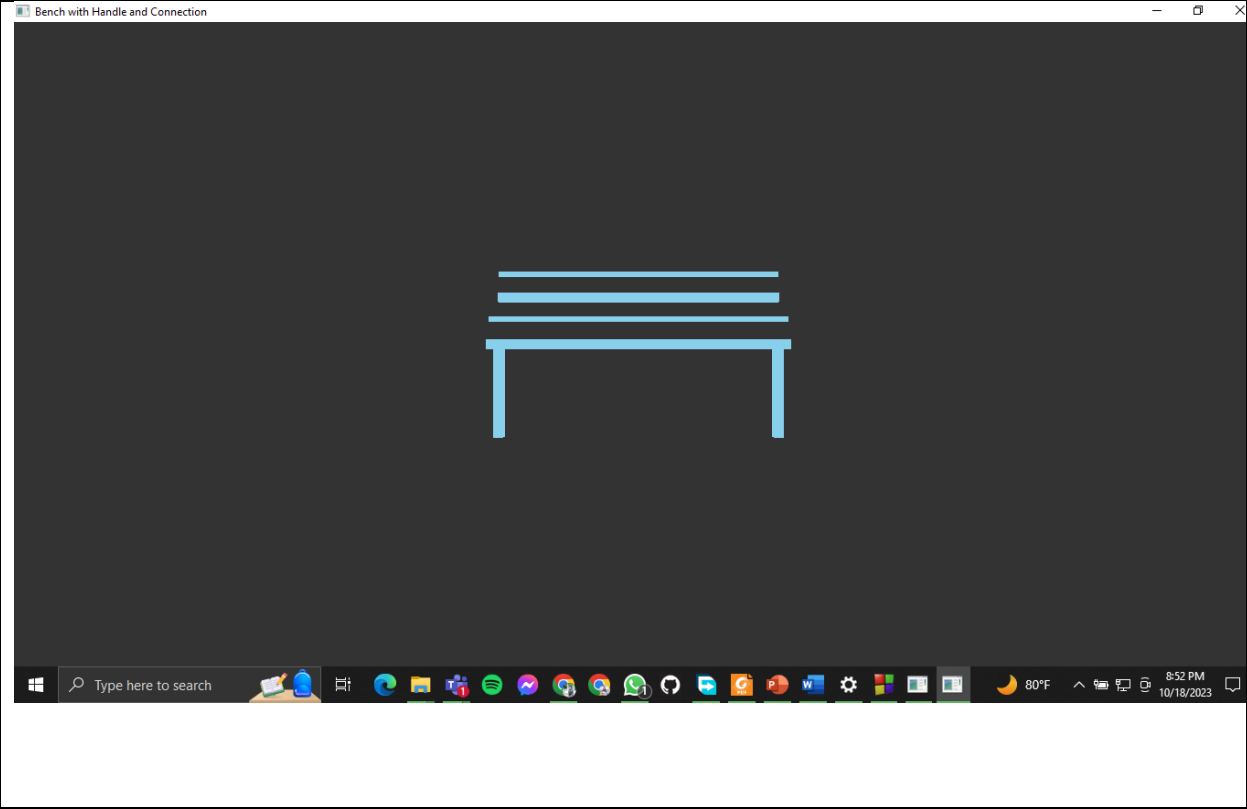 Bench with Handle and Connection
Type here to search
80°F
8:52 PM
10/18/2023